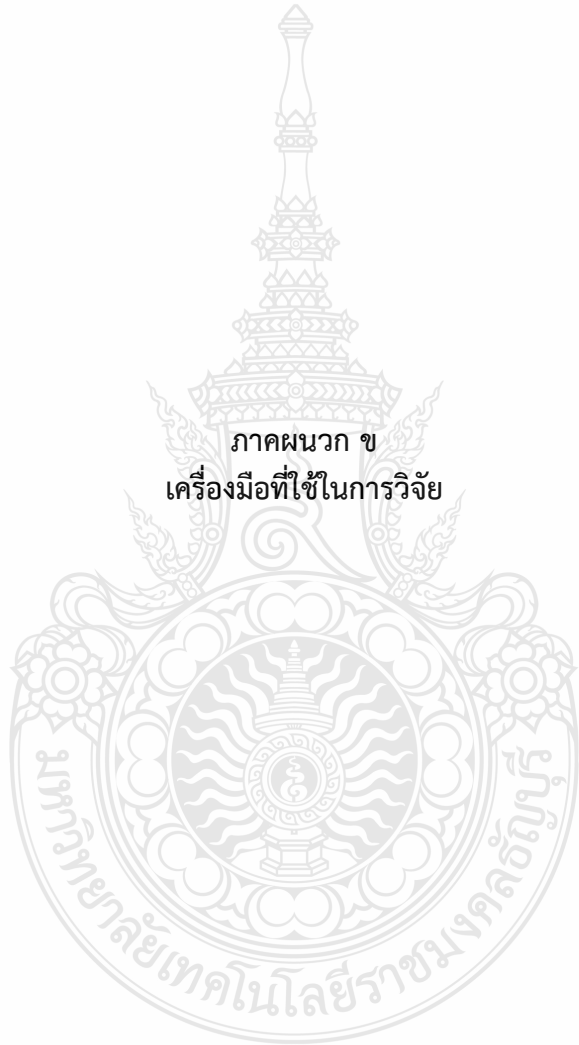 ภาคผนวก ข
เครื่องมือที่ใช้ในการวิจัย
มหาวิทยาลัยเทคโนโลยีราชมงคลธัญบุรี